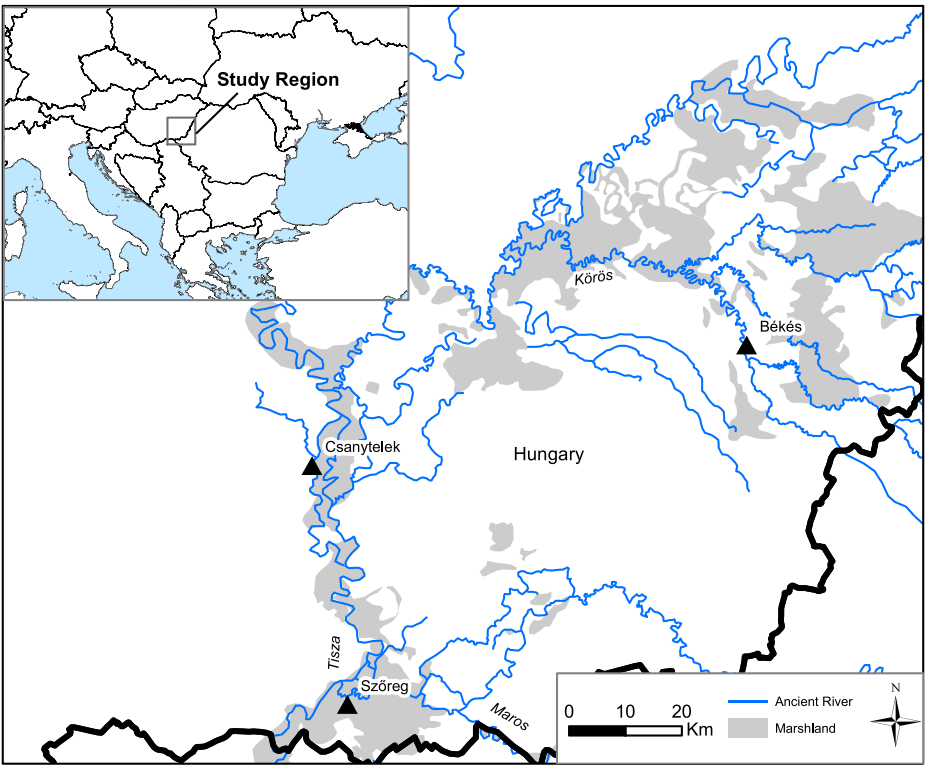 Study Region
Körös
Békés
Csanytelek
Hungary
Tisza
Szőreg
Maros
0 10 20
Km
Ancient River
Marshland
N